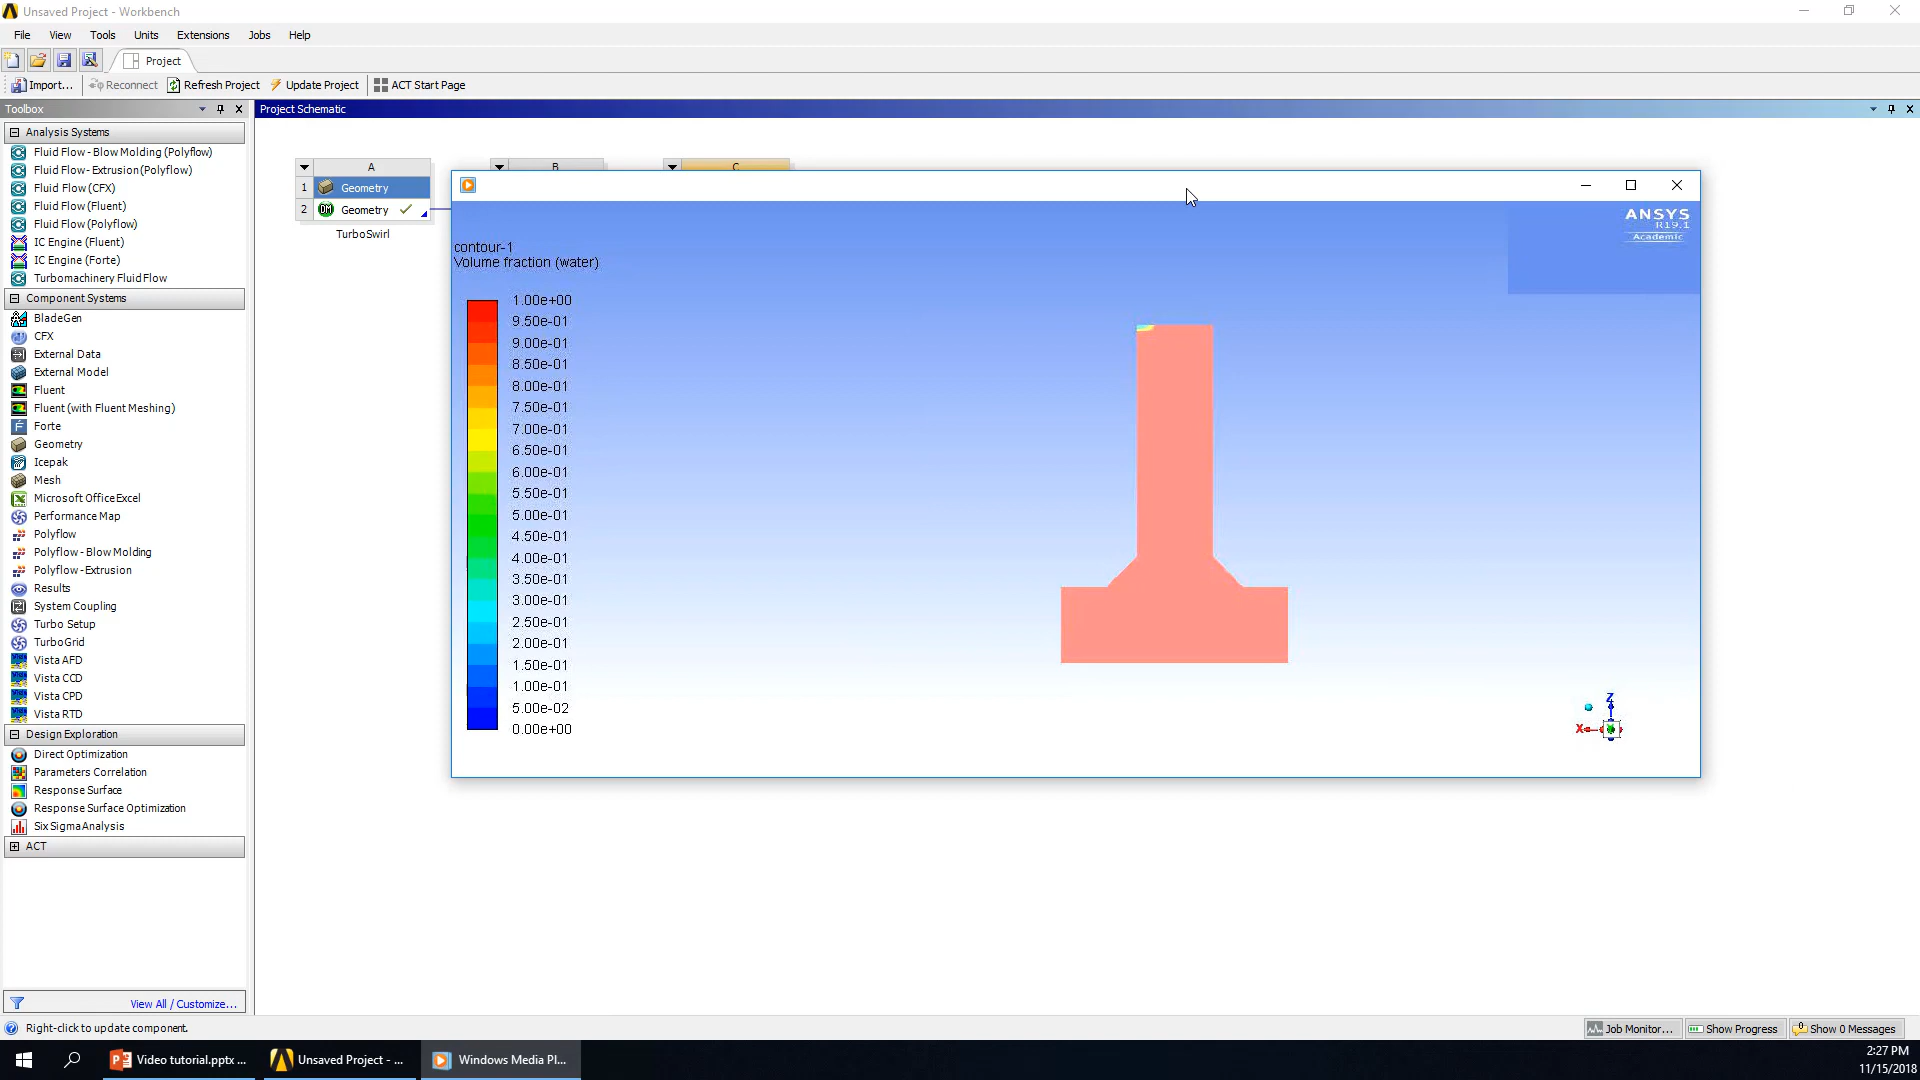 Unsaved Project - Workbench
File View Tools Units Extensions Jobs Help
Project
Import... Reconnect Refresh Project Update Project ACT Start Page
Toolbox
Project Schematic
Analysis Systems
Fluid Flow - Blow Molding (Polyflow)
Fluid Flow - Extrusion (Polyflow)
Fluid Flow (CFX)
Fluid Flow (Fluent)
Fluid Flow (Polyflow)
IC Engine (Fluent)
IC Engine (Forte)
Turbomachinery Fluid Flow
Component Systems
BladeGen
CFX
External Data
External Model
Fluent
Fluent (with Fluent Meshing)
Forte
Geometry
Icepak
Mesh
Microsoft Office Excel
Performance Map
Polyflow
Polyflow - Blow Molding
Polyflow - Extrusion
Results
System Coupling
Turbo Setup
TurboGrid
Vista AFD
Vista CCD
Vista CPD
Vista RTD
Design Exploration
Direct Optimization
Parameters Correlation
Response Surface
Response Surface Optimization
Six Sigma Analysis
ACT
View All / Customize...
A
1 Geometry
2 Geometry
TurboSwirl
B
C
ANSYS
R19.1
Academic
contour-1
Volume fraction (water)
1.00e+00
9.50e-01
9.00e-01
8.50e-01
8.00e-01
7.50e-01
7.00e-01
6.50e-01
6.00e-01
5.50e-01
5.00e-01
4.50e-01
4.00e-01
3.50e-01
3.00e-01
2.50e-01
2.00e-01
1.50e-01
1.00e-01
5.00e-02
0.00e+00
Z
X
Right-click to update component.
Job Monitor... Show Progress Show 0 Messages
Video tutorial.pptx ... Unsaved Project - ... Windows Media Pl...
2:27 PM
11/15/2018